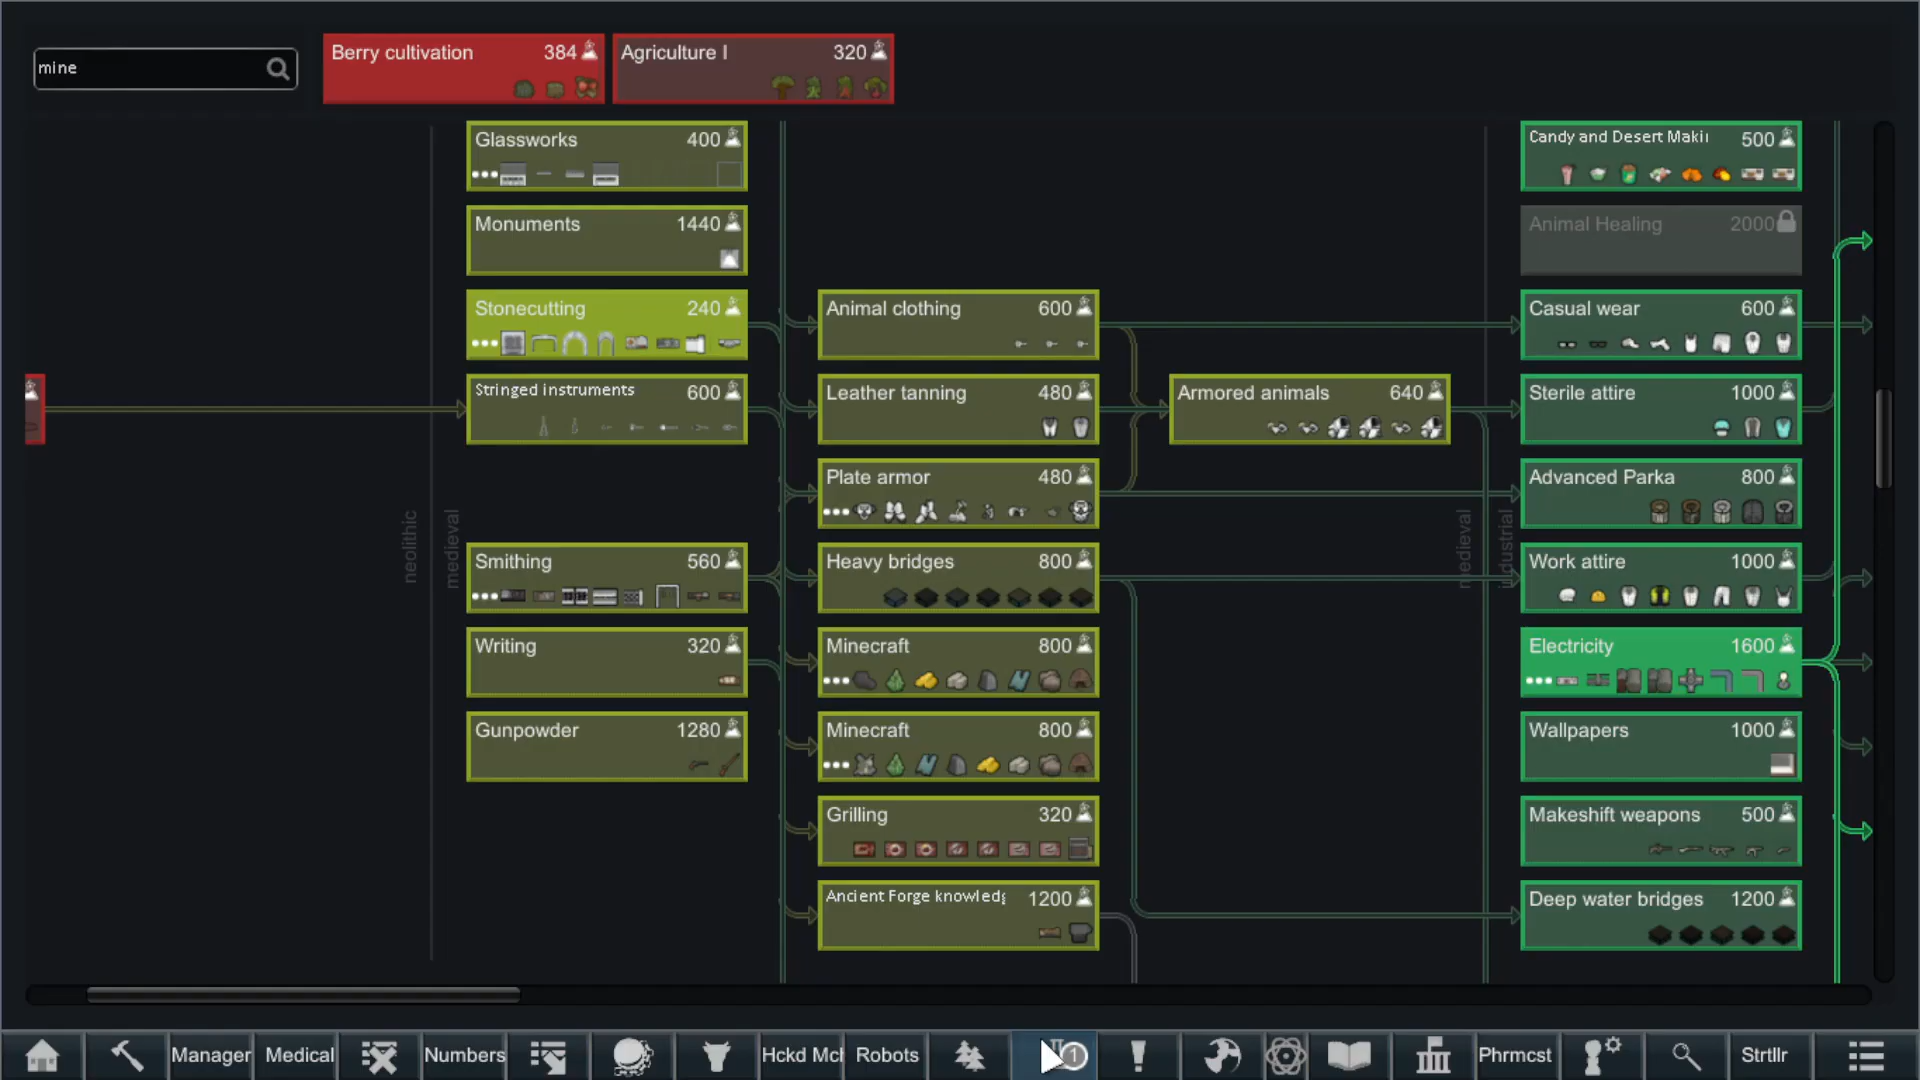 mine
Berry cultivation 384
Agriculture I 320
Glassworks 400
Monuments 1440
Stonecutting 240
Stringed instruments 600
Smithing 560
Writing 320
Gunpowder 1280
neolithic
medieval
Animal clothing 600
Leather tanning 480
Plate armor 480
Heavy bridges 800
Minecraft 800
Minecraft 800
Grilling 320
Ancient Forge knowledg 1200
Armored animals 640
medieval
industrial
Candy and Desert Makin 500
Animal Healing 2000
Casual wear 600
Sterile attire 1000
Advanced Parka 800
Work attire 1000
Electricity 1600
Wallpapers 1000
Makeshift weapons 500
Deep water bridges 1200
Manager
Medical
Numbers
Hckd Mcl
Robots
1
Phrmcst
Strtllr